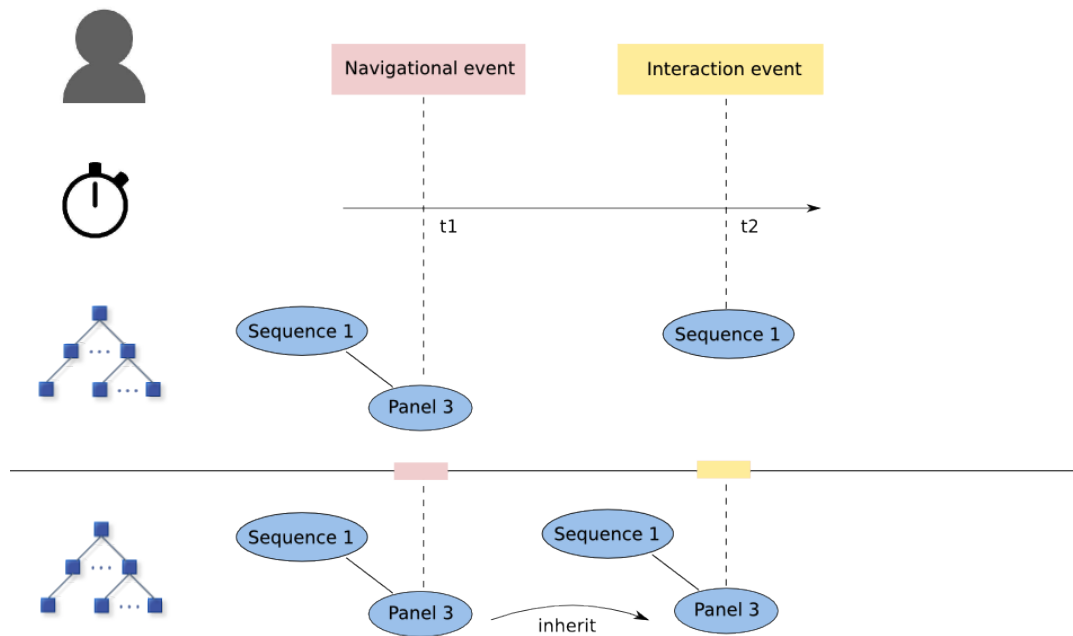 Navigational event
Interaction event
t1
t2
Sequence 1
Sequence 1
Panel 3
Sequence 1
Sequence 1
Panel 3
Panel 3
inherit